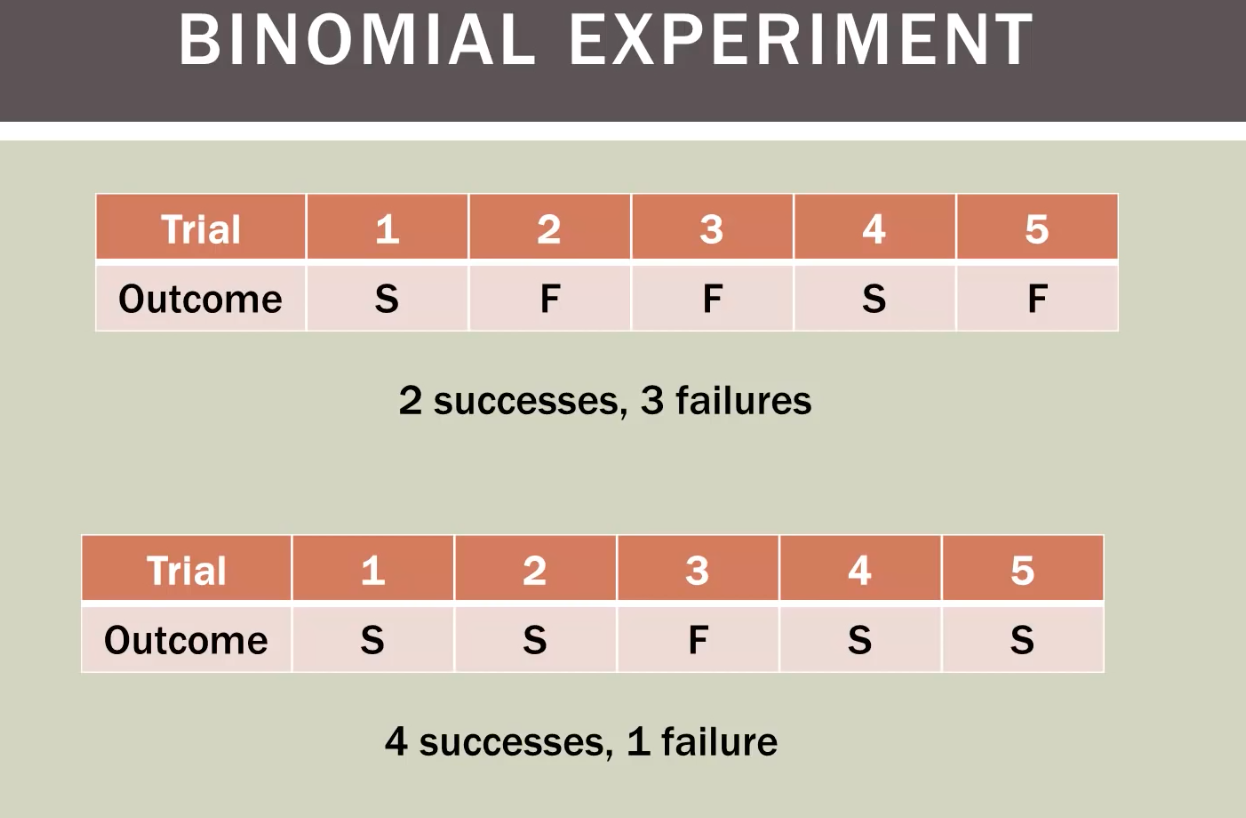 BINOMIAL EXPERIMENT
Trial 1 2 3 4 5
Outcome S F F S F
2 successes, 3 failures
Trial 1 2 3 4 5
Outcome S S F S S
4 successes, 1 failure